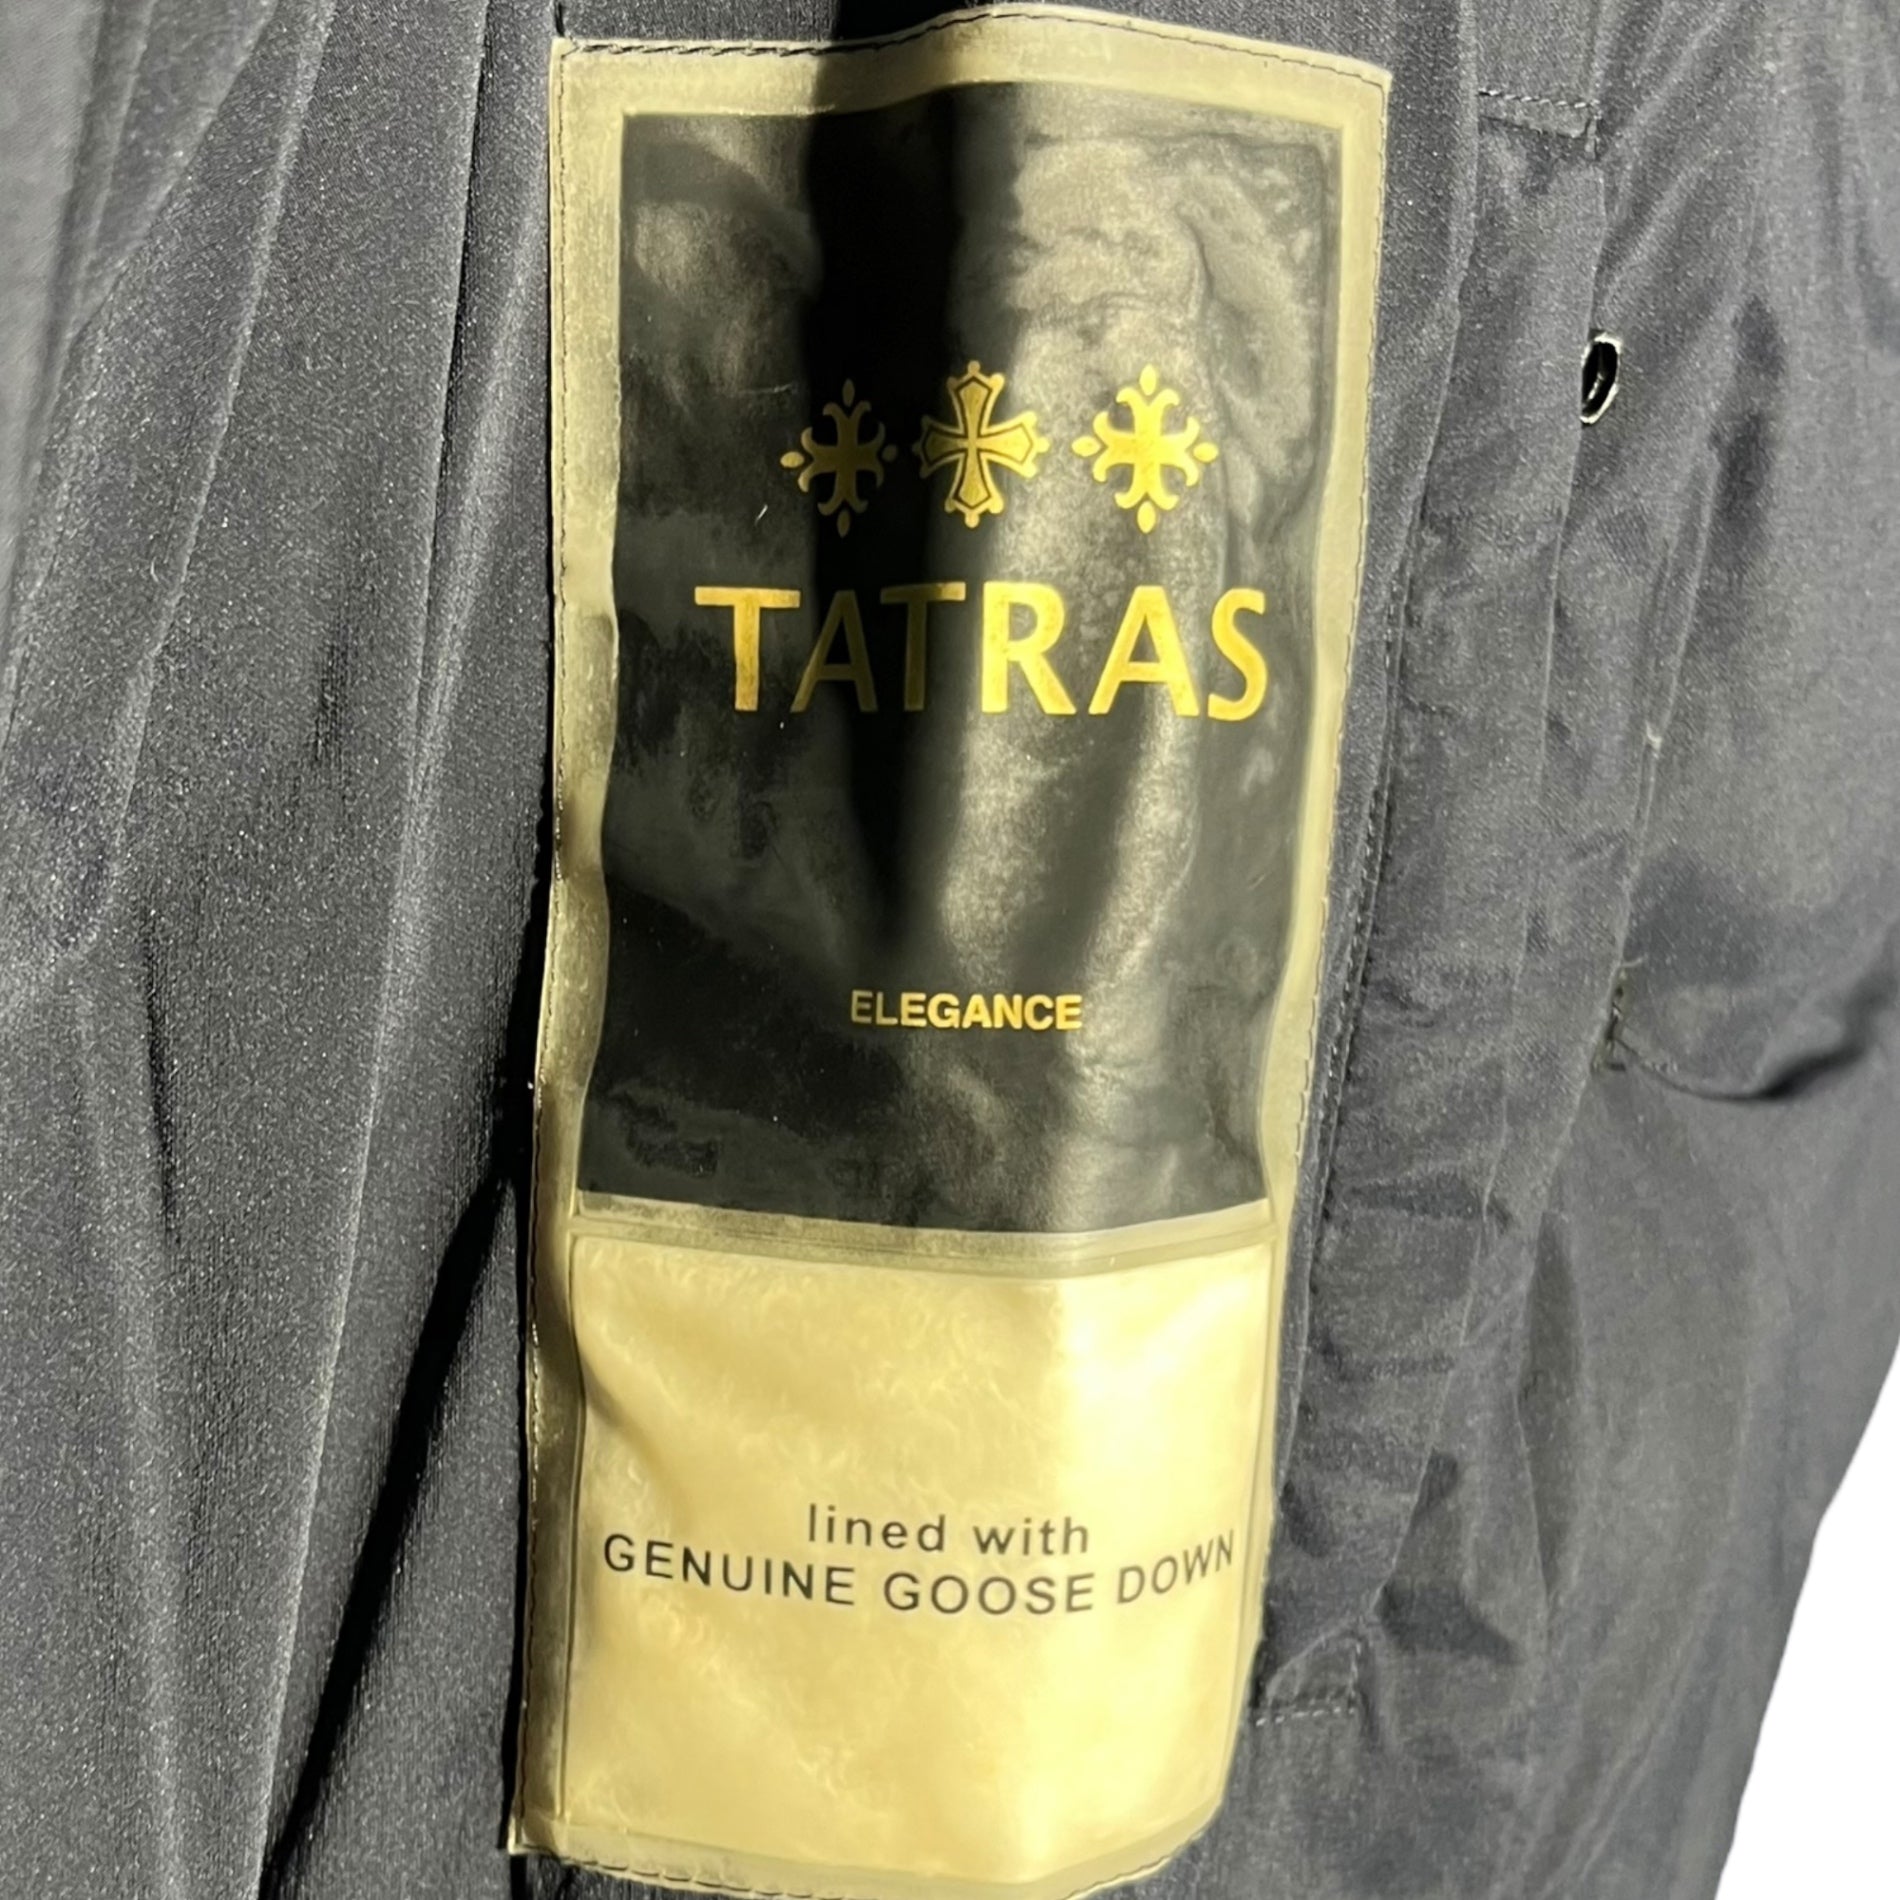 TATRAS
ELEGANCE
lined with
GENUINE GOOSE DOWN